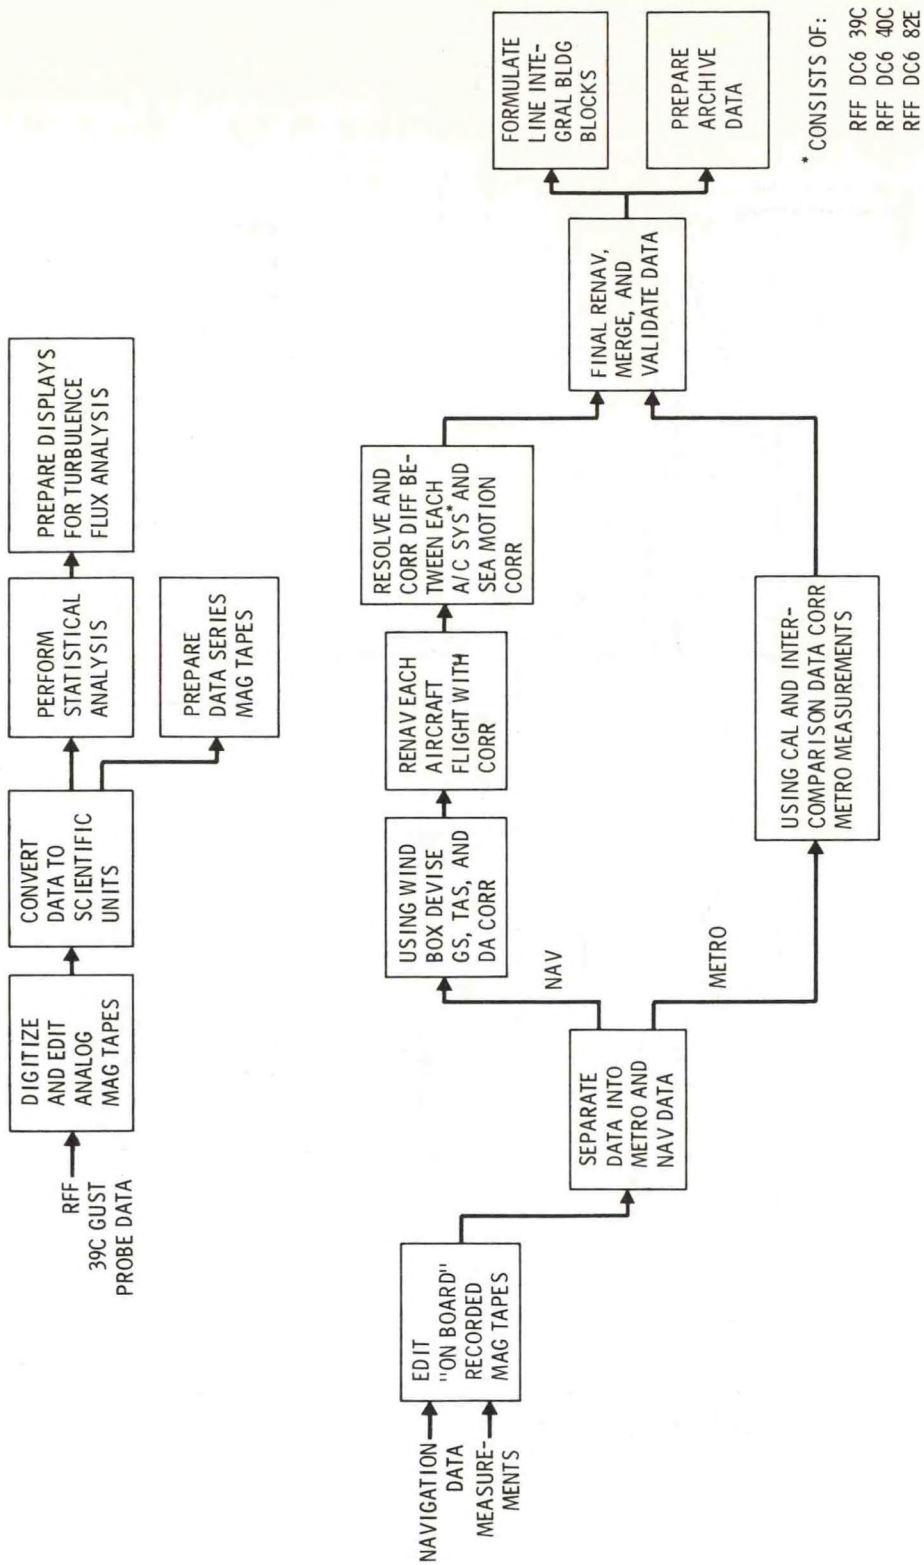 RFF
39C GUST
PROBE DATA
DIGITIZE
AND EDIT
ANALOG
MAG TAPES
CONVERT
DATA TO
SCIENTIFIC
UNITS
PERFORM
STATISTICAL
ANALYSIS
PREPARE DISPLAYS
FOR TURBULENCE
FLUX ANALYSIS
PREPARE
DATA SERIES
MAG TAPES
NAVIGATION
DATA
MEASURE-
MENTS
EDIT
"ON BOARD"
RECORDED
MAG TAPES
SEPARATE
DATA INTO
METRO AND
NAV DATA
NAV
METRO
USING WIND
BOX DEVISE
GS, TAS, AND
DA CORR
RENAV EACH
AIRCRAFT
FLIGHT WITH
CORR
RESOLVE AND
CORR DIFF BE-
TWEEN EACH
A/C SYS* AND
SEA MOTION
CORR
USING CAL AND INTER-
COMPARISON DATA CORR
METRO MEASUREMENTS
FINAL RENAV,
MERGE, AND
VALIDATE DATA
FORMULATE
LINE INTE-
GRAL BLDG
BLOCKS
PREPARE
ARCHIVE
DATA
* CONSISTS OF:
RFF DC6 39C
RFF DC6 40C
RFF DC6 82E